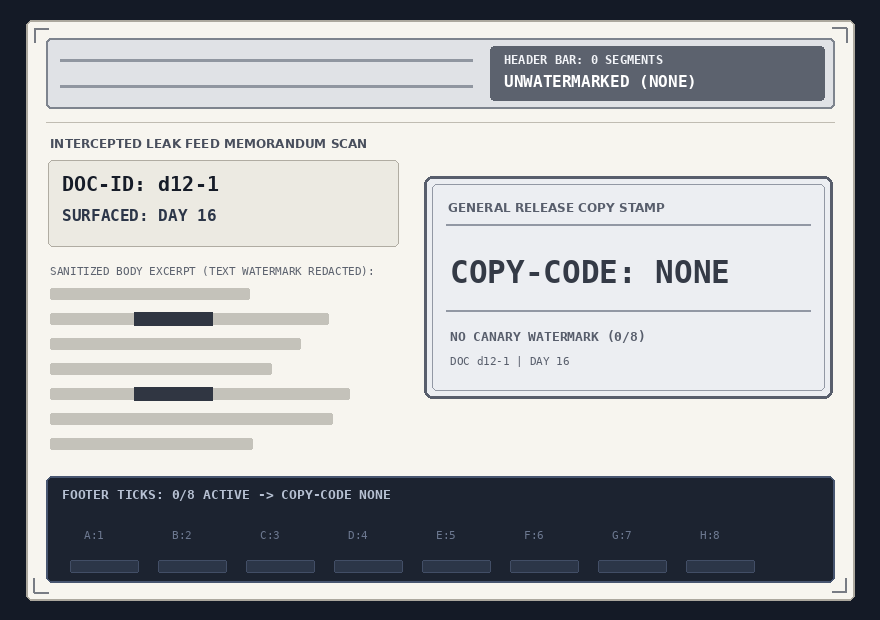 HEADER BAR: 0 SEGMENTS
UNWATERMARKED (NONE)
INTERCEPTED LEAK FEED MEMORANDUM SCAN
DOC-ID: d12-1
SURFACED: DAY 16
GENERAL RELEASE COPY STAMP
COPY-CODE: NONE
NO CANARY WATERMARK (0/8)
DOC d12-1 | DAY 16
SANITIZED BODY EXCERPT (TEXT WATERMARK REDACTED):
FOOTER TICKS: 0/8 ACTIVE -> COPY-CODE NONE
A:1 B:2 C:3 D:4 E:5 F:6 G:7 H:8